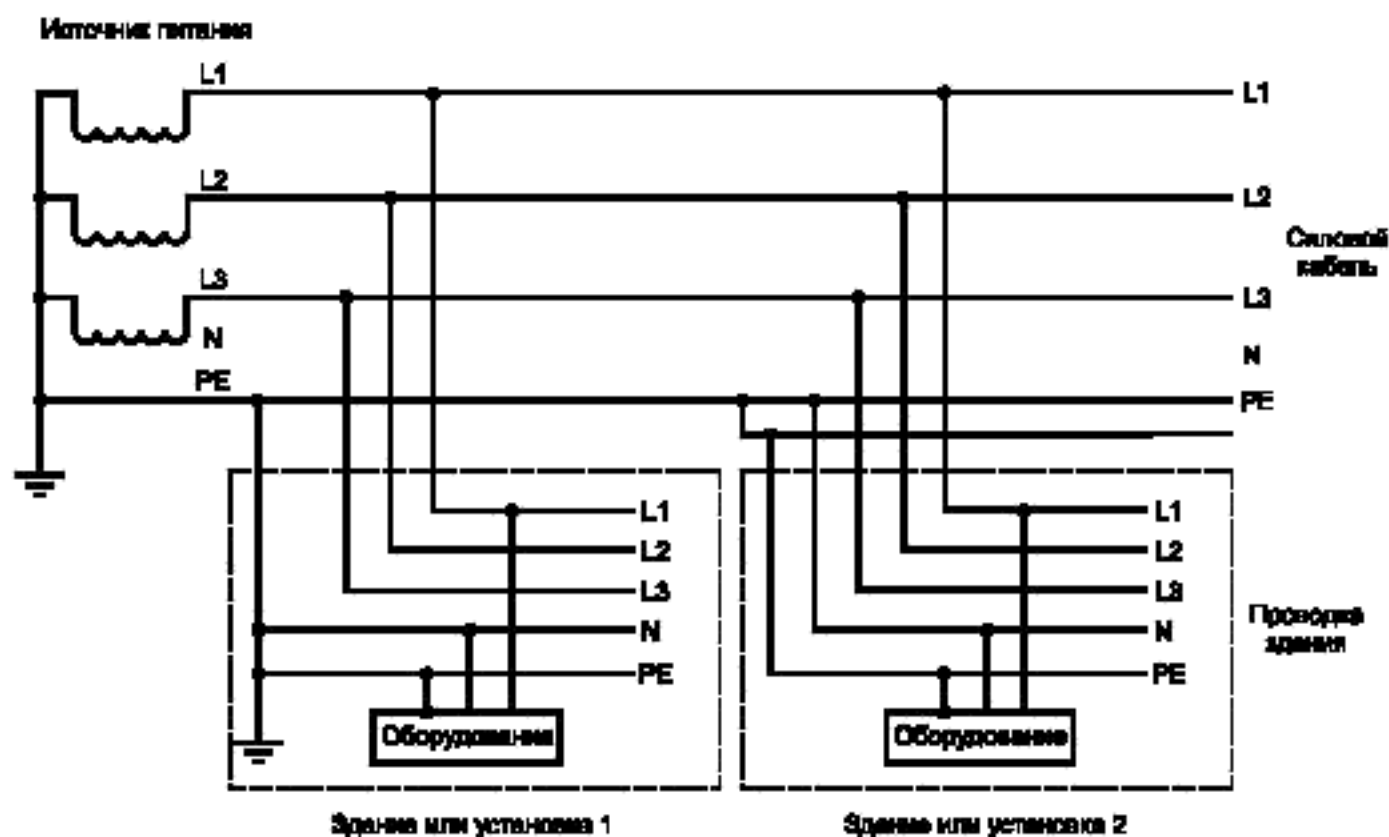 Источник питания
L1
L1
L2
L2
Силовой
кабель
L3
L3
N
N
PE
PE
L1
L1
L2
L2
L3
L3
Проводка
здания
N
N
PE
PE
Оборудование
Оборудование
Здание или установка 1
Здание или установка 2